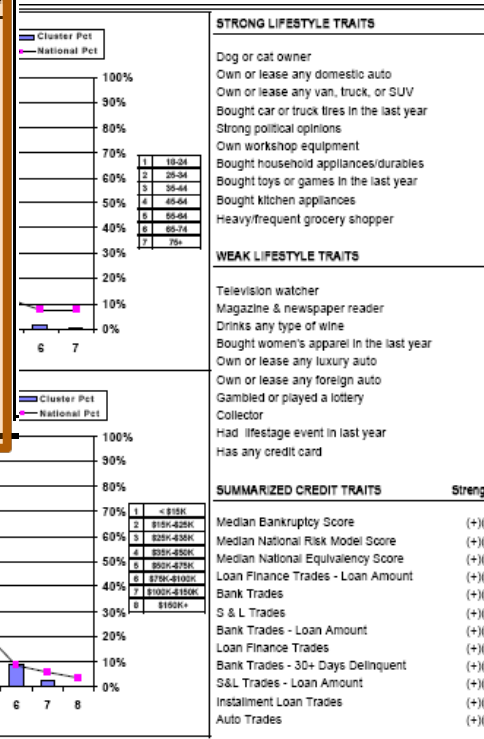 Cluster Pct
National Pct
100%
90%
80%
70%
60%
50%
40%
30%
20%
10%
0%
1 18-24
2 25-34
3 35-44
4 45-54
5 55-64
6 65-74
7 75+
6 7
Cluster Pct
National Pct
100%
90%
80%
70%
60%
50%
40%
30%
20%
10%
0%
1 < $15K
2 $15K-$25K
3 $25K-$35K
4 $35K-$50K
5 $50K-$75K
6 $75K-$100K
7 $100K-$150K
8 $150K+
6 7 8
STRONG LIFESTYLE TRAITS
Dog or cat owner
Own or lease any domestic auto
Own or lease any van, truck, or SUV
Bought car or truck tires in the last year
Strong political opinions
Own workshop equipment
Bought household appliances/durables
Bought toys or games in the last year
Bought kitchen appliances
Heavy/frequent grocery shopper
WEAK LIFESTYLE TRAITS
Television watcher
Magazine & newspaper reader
Drinks any type of wine
Bought women's apparel in the last year
Own or lease any luxury auto
Own or lease any foreign auto
Gambled or played a lottery
Collector
Had lifestage event in last year
Has any credit card
SUMMARIZED CREDIT TRAITS Streng
Median Bankruptcy Score (+)(
Median National Risk Model Score (+)(
Median National Equivalency Score (+)(
Loan Finance Trades - Loan Amount (+)(
Bank Trades (+)(
S & L Trades (+)(
Bank Trades - Loan Amount (+)(
Loan Finance Trades (+)(
Bank Trades - 30+ Days Delinquent (+)(
S&L Trades - Loan Amount (+)(
Installment Loan Trades (+)(
Auto Trades (+)(